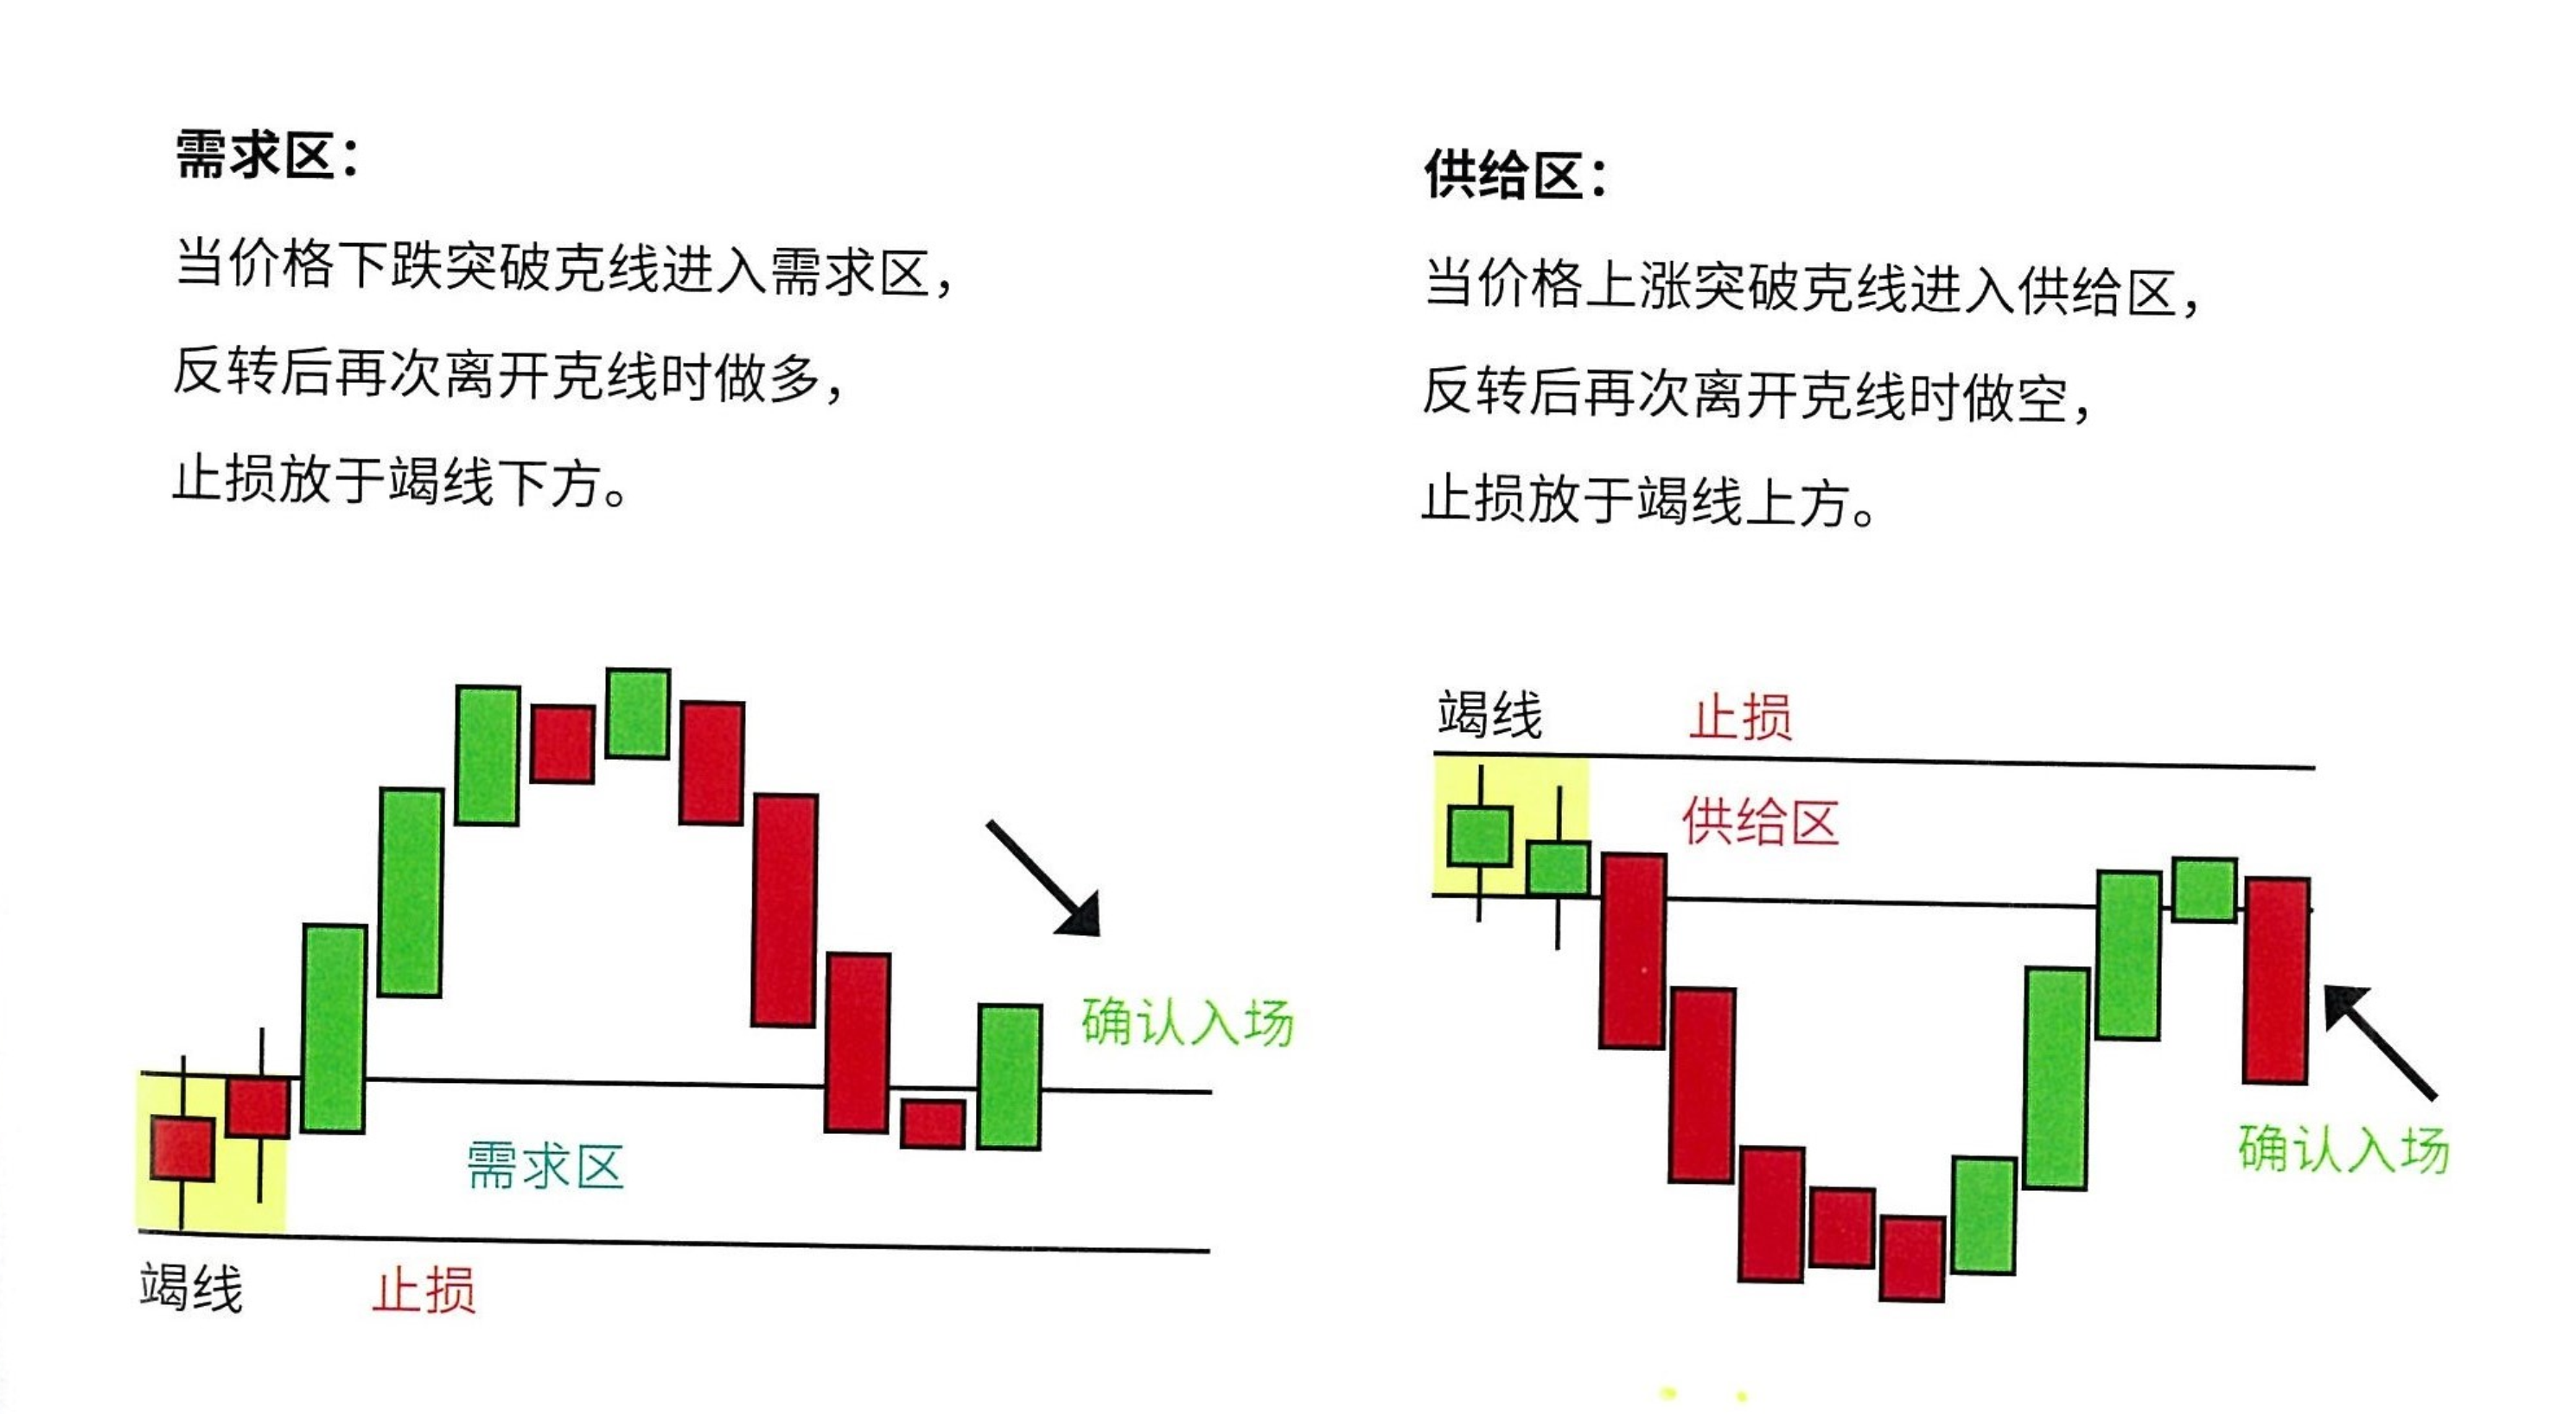 需求区：
当价格下跌突破克线进入需求区，
反转后再次离开克线时做多，
止损放于竭线下方。
确认入场
需求区
竭线
止损
供给区：
当价格上涨突破克线进入供给区，
反转后再次离开克线时做空，
止损放于竭线上方。
竭线
止损
供给区
确认入场